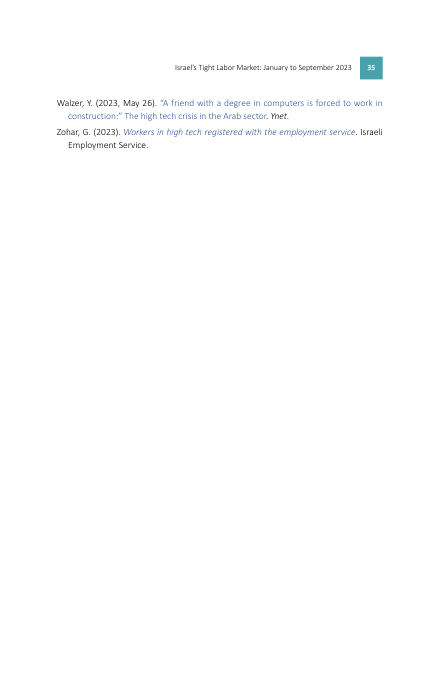 Israel's Tight Labor Market: January to September 2023 35
Walzer, Y. (2023, May 26). "A friend with a degree in computers is forced to work in
construction:" The high tech crisis in the Arab sector. Ynet.
Zohar, G. (2023). Workers in high tech registered with the employment service. Israeli
Employment Service.